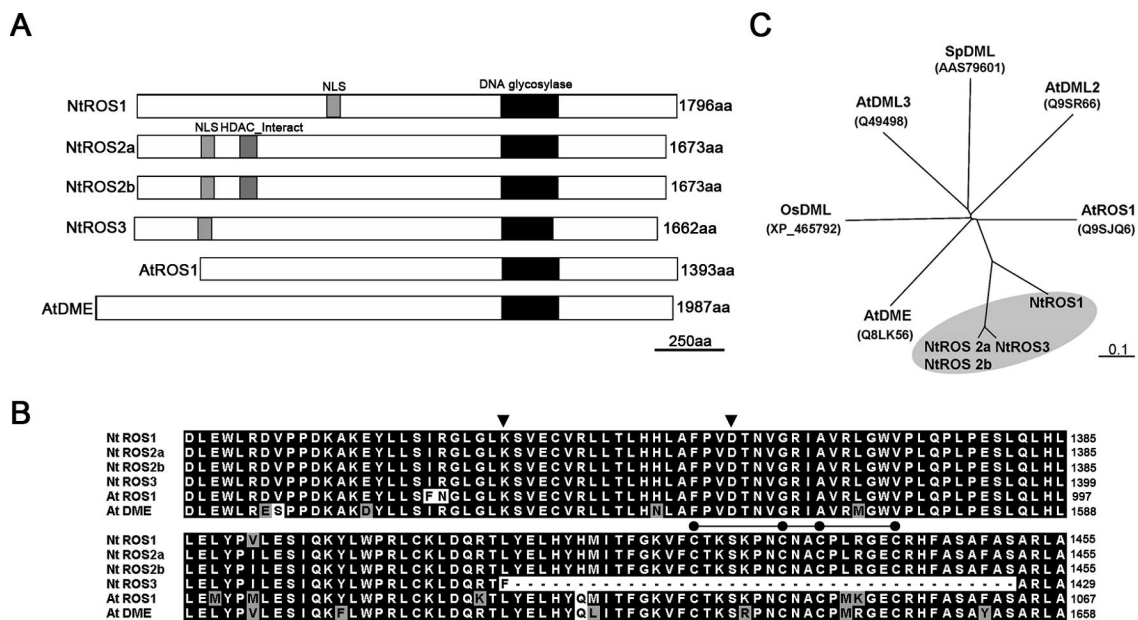 A
NLS DNA glycosylase
NtROS1 1796aa
NLS HDAC_Interact
NtROS2a 1673aa
NtROS2b 1673aa
NtROS3 1662aa
AtROS1 1393aa
AtDME 1987aa
250aa
C
SpDML
(AAS79601)
AtDML2
(Q9SR66)
AtDML3
(Q49498)
OsDML
(XP_465792)
AtROS1
(Q9SJQ6)
AtDME
(Q8LK56)
NtROS1
NtROS 2a NtROS3
NtROS 2b
0.1
B
Nt ROS1 DLEWLRDVPPDKAKEYLLSIRGLGLKSVECVRLLTLHHLAFPVDTNVGRIAVRLGWVPLQPLPESLQLHL 1385
Nt ROS2a DLEWLRDVPPDKAKEYLLSIRGLGLKSVECVRLLTLHHLAFPVDTNVGRIAVRLGWVPLQPLPESLQLHL 1385
Nt ROS2b DLEWLRDVPPDKAKEYLLSIRGLGLKSVECVRLLTLHHLAFPVDTNVGRIAVRLGWVPLQPLPESLQLHL 1385
Nt ROS3 DLEWLRDVPPDKAKEYLLSIRGLGLKSVECVRLLTLHHLAFPVDTNVGRIAVRLGWVPLQPLPESLQLHL 1399
At ROS1 DLEWLRDVPPDKAKEYLLSFNGLGLKSVECVRLLTLHHLAFPVDTNVGRIAVRLGWVPLQPLPESLQLHL 997
At DME DLEWLRESPPDKAKDYLLSIRGLGLKSVECVRLLTLHNLAFPVDTNVGRIAVRMGWVPLQPLPESLQLHL 1588
Nt ROS1 LELYPVLESIQKYLWPRLCKLDQRTLYELHYHMITFGKVFCTKSKPNCNACPLRGECRHFASAFASARLA 1455
Nt ROS2a LELYPILESIQKYLWPRLCKLDQRTLYELHYHMITFGKVFCTKSKPNCNACPLRGECRHFASAFASARLA 1455
Nt ROS2b LELYPILESIQKYLWPRLCKLDQRTLYELHYHMITFGKVFCTKSKPNCNACPLRGECRHFASAFASARLA 1455
Nt ROS3 LELYPILESIQKYLWPRLCKLDQRTF----------------------------------------ARLA 1429
At ROS1 LEMYPMLESIQKYLWPRLCKLDQKTLYELHYQMITFGKVFCTKSKPNCNACPMKGECRHFASAFASARLA 1067
At DME LELYPVLESIQKFLWPRLCKLDQRTLYELHYQLITFGKVFCTKSRPNCNACPMRGECRHFASAYASARLA 1658